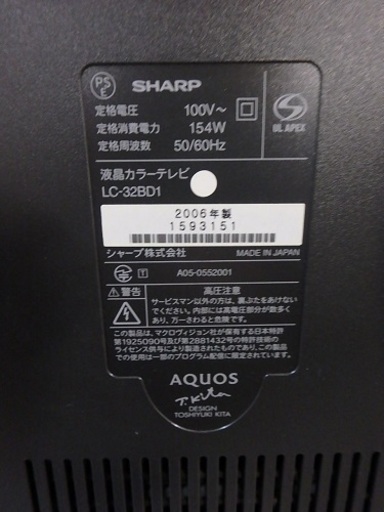 PS
E
SHARP
定格電圧 100V~
定格消費電力 154W
定格周波数 50/60Hz
UL APEX
液晶カラーテレビ
LC-32BD1
2006年製
1593151
シャープ株式会社 MADE IN JAPAN
T A05-0552001
警告 高圧注意
サービスマン以外の方は、裏ぶたをあけない
でください。内部には高電圧部分が数多く
あり、万一さわると危険です。
この製品は、マクロヴィジョン社が保有する日本特許
第1925090号及び第2881432号の特許技術の
ライセンス供与により製品化されたものであり、この
製品の使用は一部のプログラム配信に限られています。
AQUOS
T.Kita
DESIGN
TOSHIYUKI KITA